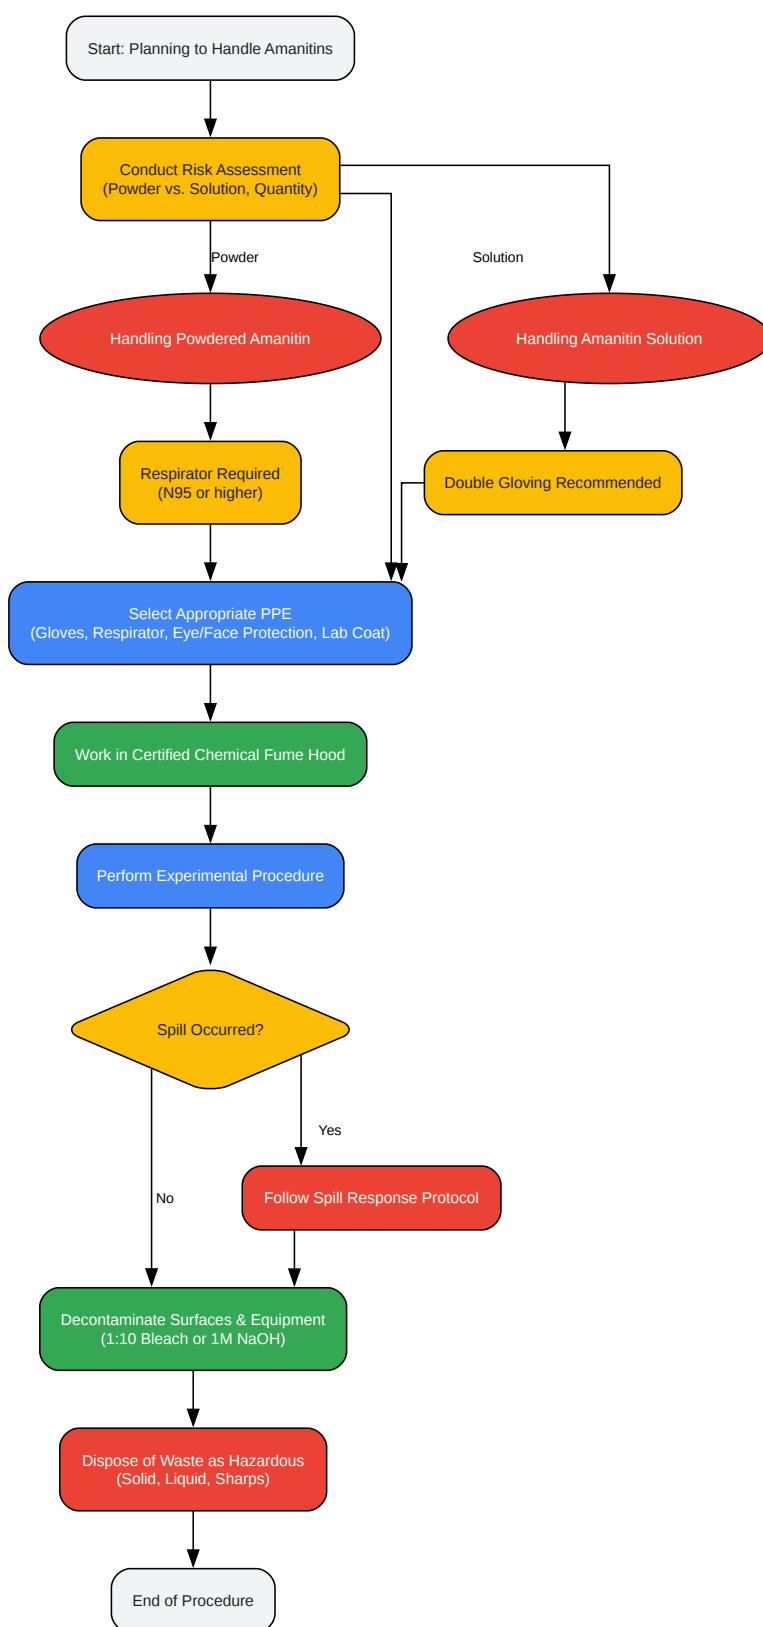 Start: Planning to Handle Amanitins
Conduct Risk Assessment
(Powder vs. Solution, Quantity)
Powder
Solution
Handling Powdered Amanitin
Handling Amanitin Solution
Respirator Required
(N95 or higher)
Double Gloving Recommended
Select Appropriate PPE
(Gloves, Respirator, Eye/Face Protection, Lab Coat)
Work in Certified Chemical Fume Hood
Perform Experimental Procedure
Spill Occurred?
Yes
No
Follow Spill Response Protocol
Decontaminate Surfaces & Equipment
(1:10 Bleach or 1M NaOH)
Dispose of Waste as Hazardous
(Solid, Liquid, Sharps)
End of Procedure